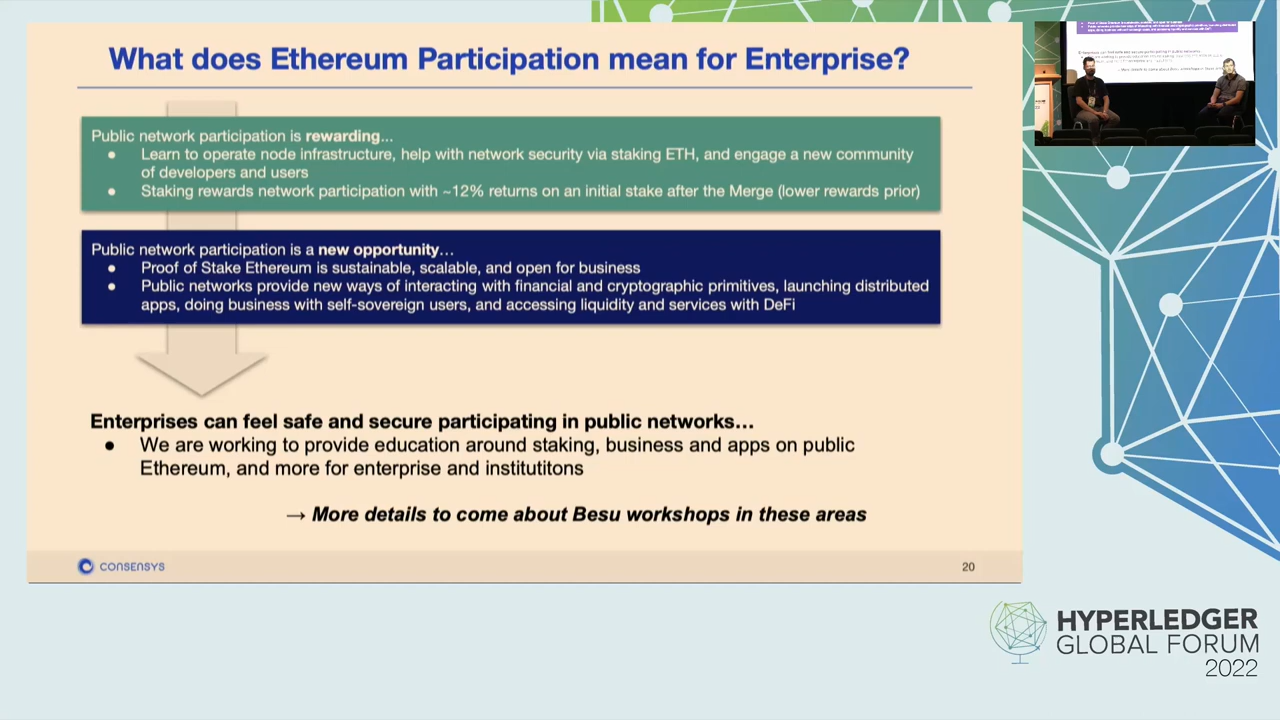 What does Ethereum Participation mean for Enterprise?
Public network participation is rewarding...
● Learn to operate node infrastructure, help with network security via staking ETH, and engage a new community
of developers and users
● Staking rewards network participation with ~12% returns on an initial stake after the Merge (lower rewards prior)
Public network participation is a new opportunity...
● Proof of Stake Ethereum is sustainable, scalable, and open for business
● Public networks provide new ways of interacting with financial and cryptographic primitives, launching distributed
apps, doing business with self-sovereign users, and accessing liquidity and services with DeFi
Enterprises can feel safe and secure participating in public networks...
● We are working to provide education around staking, business and apps on public
Ethereum, and more for enterprise and institutitons
→ More details to come about Besu workshops in these areas
CONSENSYS
20
HYPERLEDGER
GLOBAL FORUM
2022